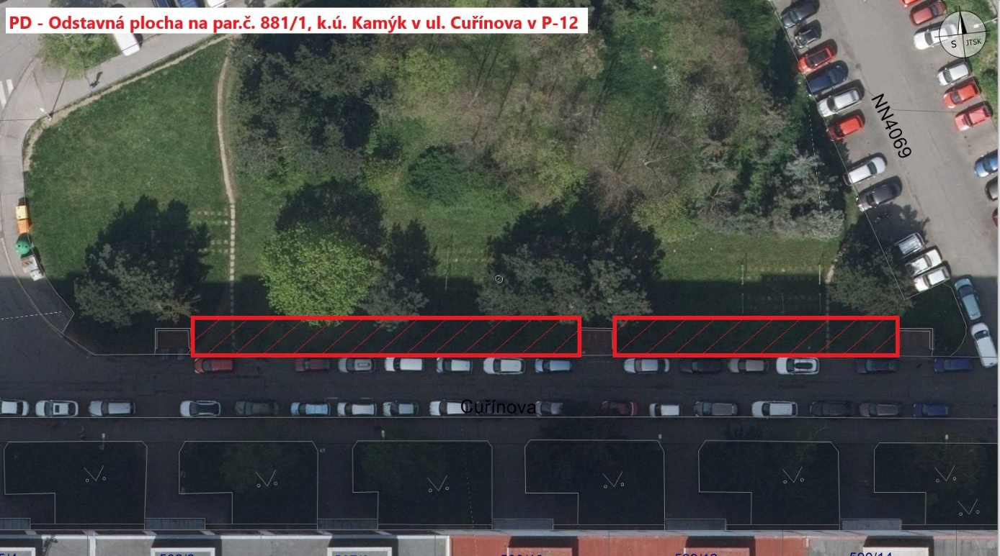 PD - Odstavná plocha na par.č. 881/1, k.ú. Kamýk v ul. Cuřínova v P-12
S JTSK
NN4069
Cuřínova